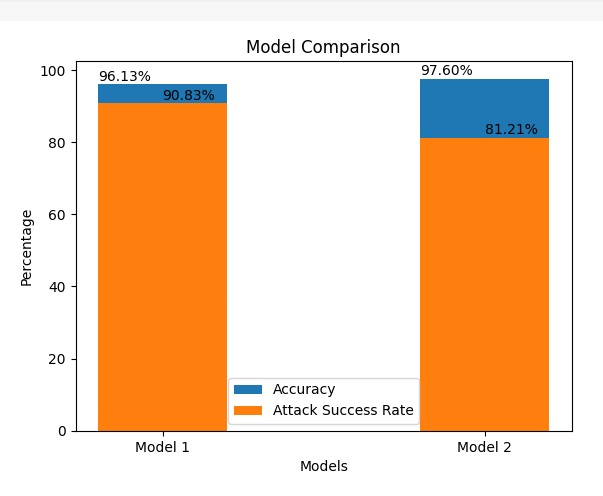 Model Comparison
96.13%
90.83%
97.60%
81.21%
100
80
60
40
20
0
Percentage
Accuracy
Attack Success Rate
Model 1
Model 2
Models